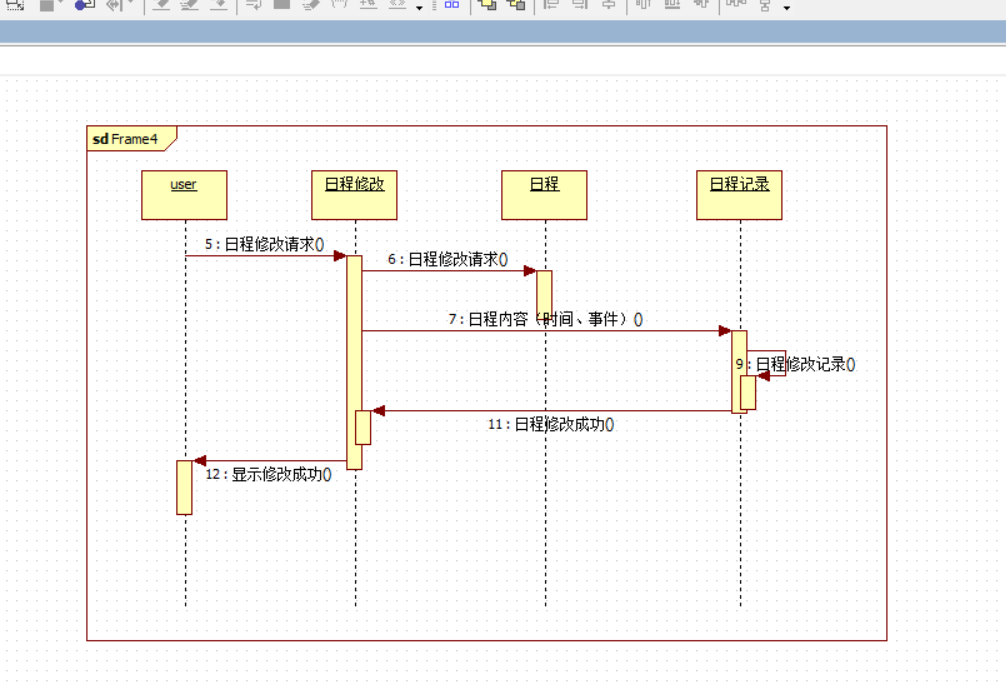 sd Frame4
user
日程修改
日程
日程记录
5 : 日程修改请求()
6 : 日程修改请求()
7 : 日程内容（时间、事件）()
9 : 日程修改记录()
11 : 日程修改成功()
12 : 显示修改成功()